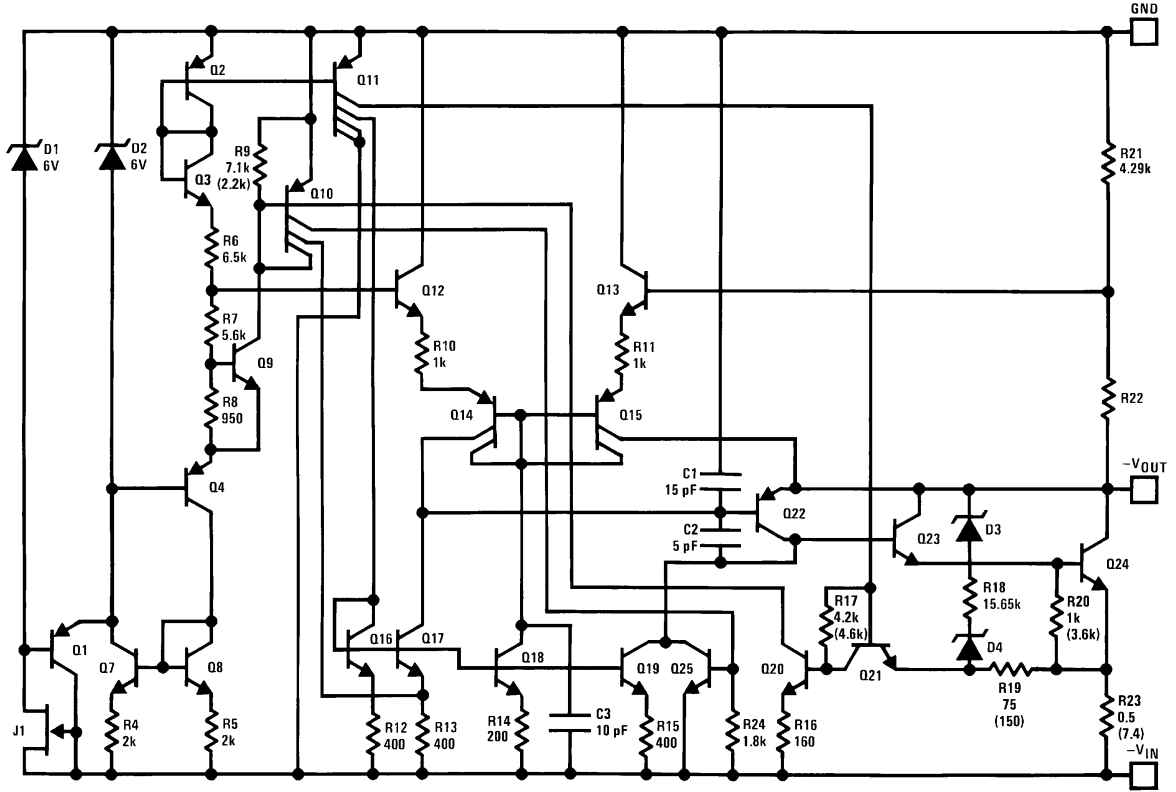 GND
Q2
Q11
D1
6V
D2
6V
R9
7.1k
(2.2k)
R21
4.29k
Q3
Q10
R6
6.5k
Q12
Q13
R7
5.6k
R10
1k
R11
1k
Q9
R8
950
Q14
Q15
R22
Q4
C1
15 pF
-VOUT
Q22
C2
5 pF
Q23
D3
Q24
R18
15.65k
R17
4.2k
(4.6k)
R20
1k
(3.6k)
Q1
Q7
Q8
Q16
Q17
Q18
Q19
Q25
Q20
Q21
D4
R19
75
(150)
J1
R4
2k
R5
2k
R12
400
R13
400
R14
200
C3
10 pF
R15
400
R24
1.8k
R16
160
R23
0.5
(7.4)
-VIN